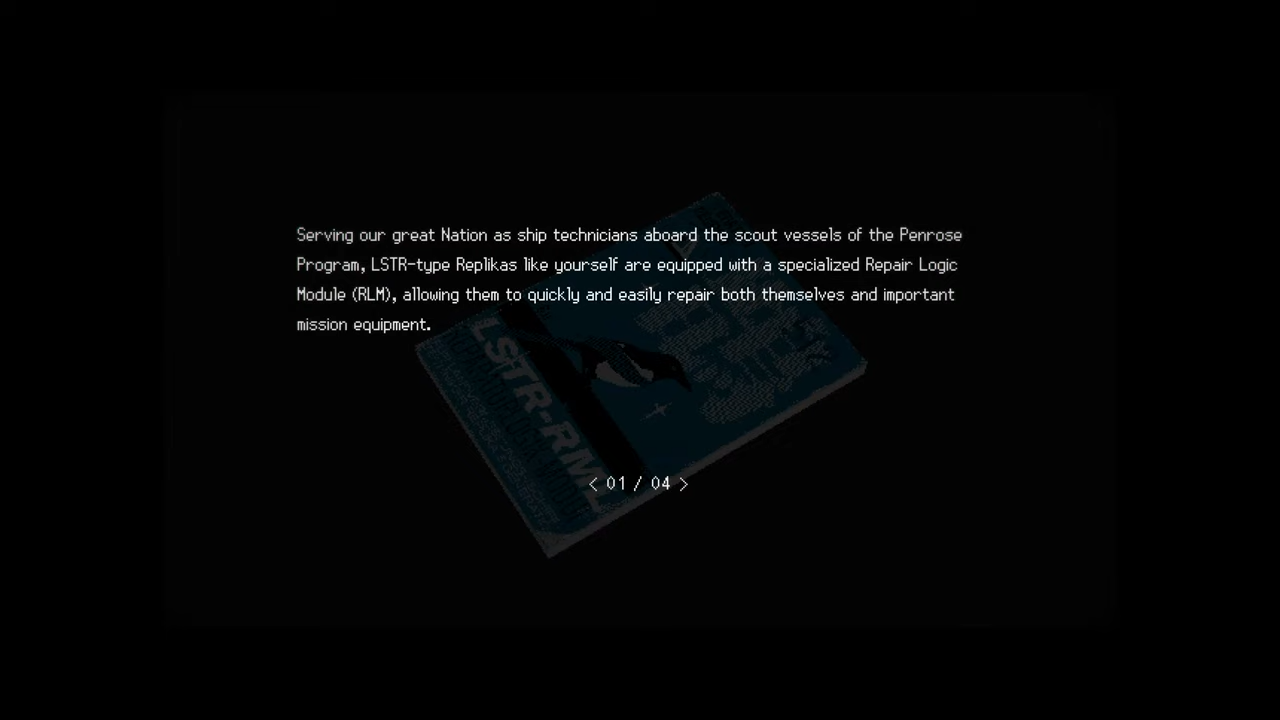 Serving our great Nation as ship technicians aboard the scout vessels of the Penrose
Program, LSTR-type Replikas like yourself are equipped with a specialized Repair Logic
Module (RLM), allowing them to quickly and easily repair both themselves and important
mission equipment.
LSTR-RML
< 01 / 04 >